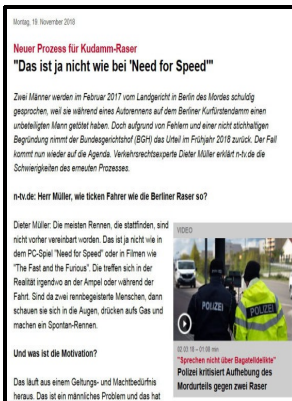 Montag, 19. November 2018
Neuer Prozess für Kudamm-Raser
"Das ist ja nicht wie bei 'Need for Speed'"
Zwei Männer werden im Februar 2017 vom Landgericht in Berlin des Mordes schuldig
gesprochen, weil sie während eines Autorennens auf dem Berliner Kurfürstendamm einen
unbeteiligten Mann getötet haben. Doch aufgrund von Fehlern und einer nicht stichhaltigen
Begründung nimmt der Bundesgerichtshof (BGH) das Urteil im Frühjahr 2018 zurück. Der Fall
kommt nun wieder auf die Agenda. Verkehrsrechtsexperte Dieter Müller erklärt n-tv.de die
Schwierigkeiten des erneuten Prozesses.
n-tv.de: Herr Müller, wie ticken Fahrer wie die Berliner Raser so?
Dieter Müller: Die meisten Rennen, die stattfinden, sind
nicht vorher vereinbart worden. Das ist ja nicht wie in
dem PC-Spiel "Need for Speed" oder in Filmen wie
"The Fast and the Furious". Die treffen sich in der
Realität irgendwo an der Ampel oder während der
Fahrt. Sind da zwei rennbegeisterte Menschen, dann
schauen sie sich in die Augen, drücken aufs Gas und
machen ein Spontan-Rennen.
Und was ist die Motivation?
Das läuft aus einem Geltungs- und Machtbedürfnis
heraus. Das ist ein männliches Problem und das hat
VIDEO
POLIZEI
POLIZEI
02.03.18 – 01:08 min
"Sprechen nicht über Bagatelldelikte"
Polizei kritisiert Aufhebung des
Mordurteils gegen zwei Raser